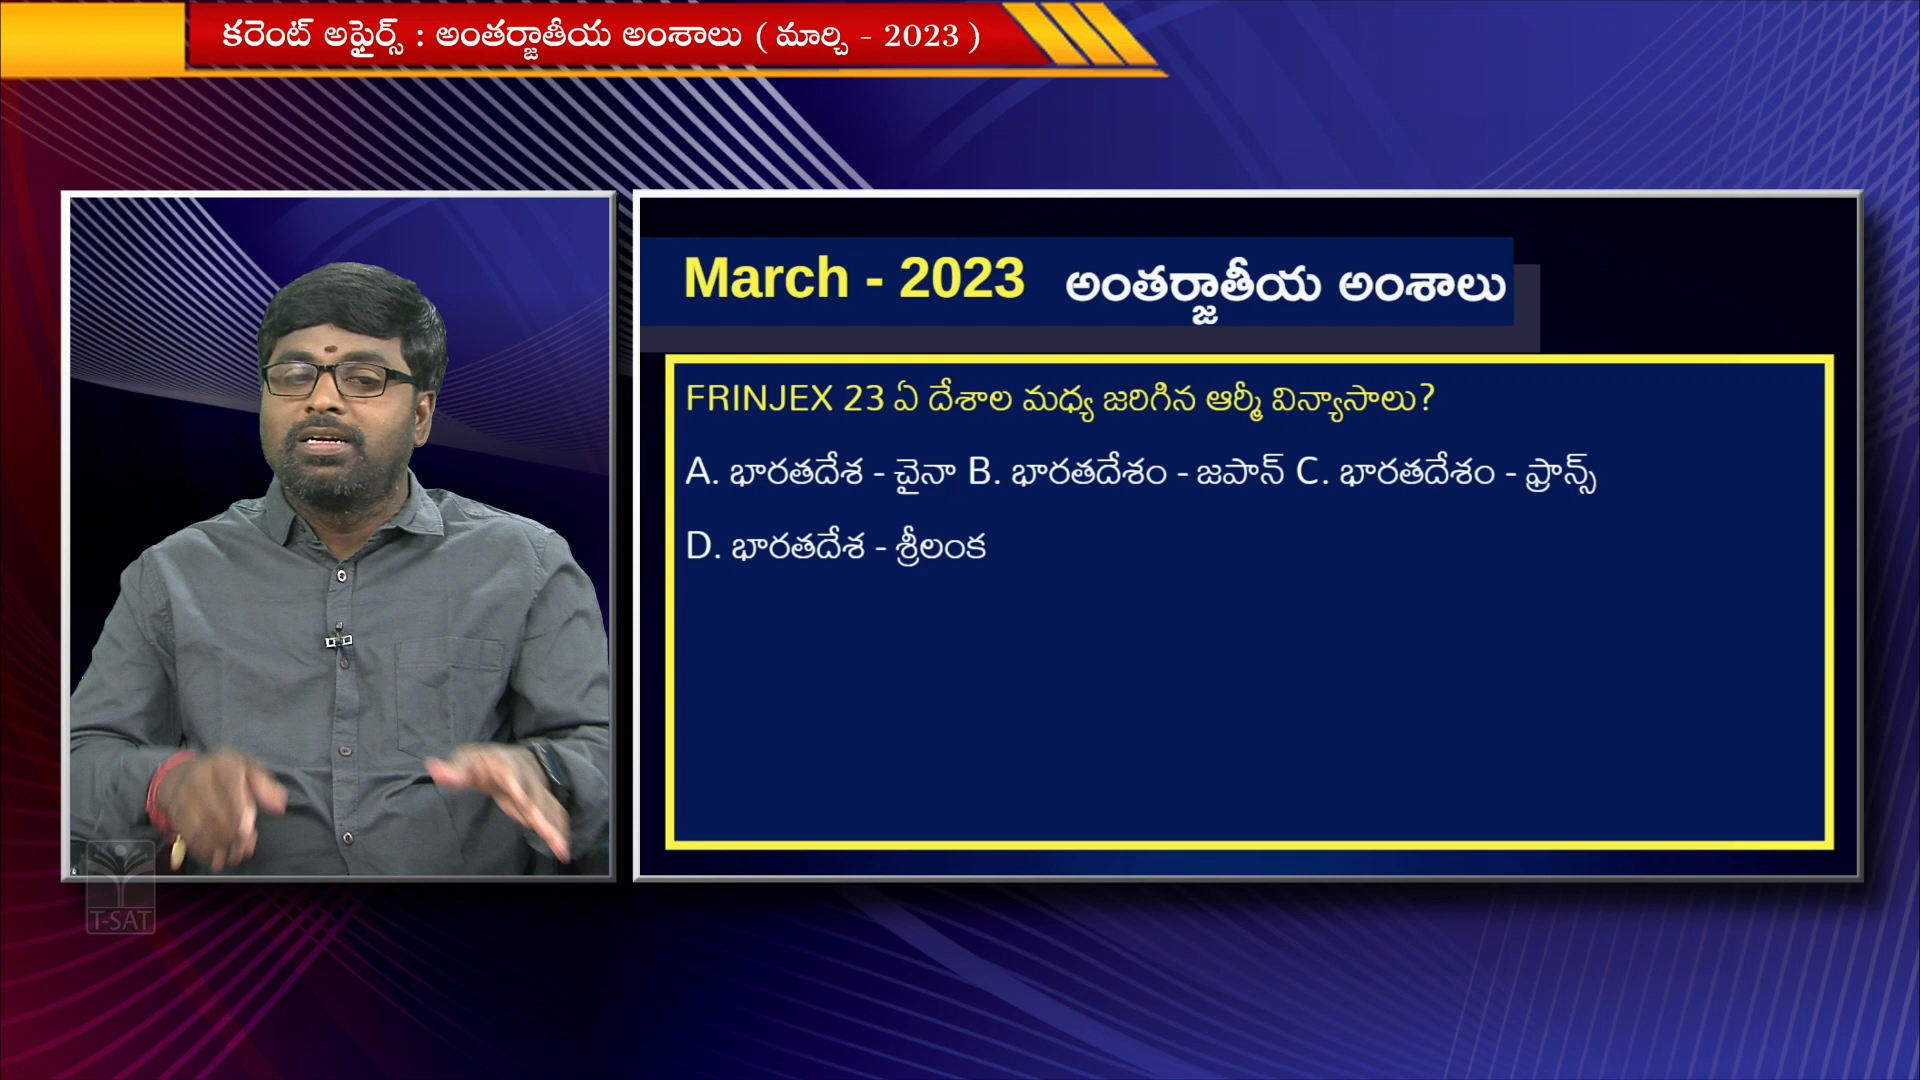 కరెంట్ అఫైర్స్ : అంతర్జాతీయ అంశాలు ( మార్చి - 2023 )
March - 2023 అంతర్జాతీయ అంశాలు
FRINJEX 23 ఏ దేశాల మధ్య జరిగిన ఆర్మీ విన్యాసాలు?
A. భారతదేశ - చైనా B. భారతదేశం - జపాన్ C. భారతదేశం - ఫ్రాన్స్
D. భారతదేశ - శ్రీలంక
T-SAT